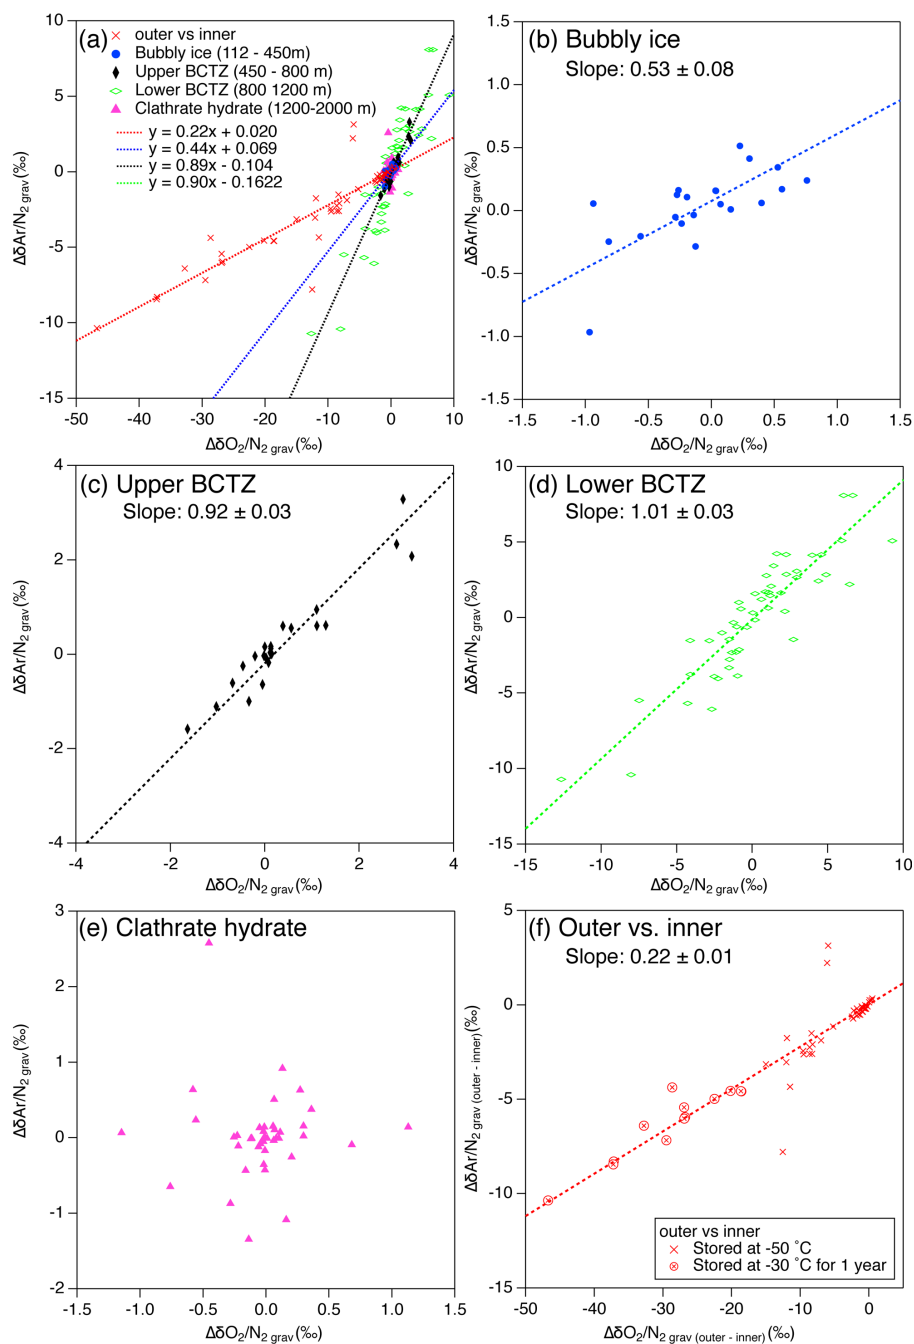 (a)
outer vs inner
Bubbly ice (112 - 450m)
Upper BCTZ (450 - 800 m)
Lower BCTZ (800 1200 m)
Clathrate hydrate (1200-2000 m)
y = 0.22x + 0.020
y = 0.44x + 0.069
y = 0.89x - 0.104
y = 0.90x - 0.1622
10
5
0
-5
-10
-15
ΔδAr/N2 grav (‰)
-50 -40 -30 -20 -10 0 10
ΔδO2/N2 grav (‰)
(b) Bubbly ice
Slope: 0.53 ± 0.08
1.5
1.0
0.5
0.0
-0.5
-1.0
-1.5
ΔδAr/N2 grav (‰)
-1.5 -1.0 -0.5 0.0 0.5 1.0 1.5
ΔδO2/N2 grav (‰)
(c) Upper BCTZ
Slope: 0.92 ± 0.03
4
2
0
-2
-4
ΔδAr/N2 grav (‰)
-4 -2 0 2 4
ΔδO2/N2 grav (‰)
(d) Lower BCTZ
Slope: 1.01 ± 0.03
10
5
0
-5
-10
-15
ΔδAr/N2 grav (‰)
-15 -10 -5 0 5 10
ΔδO2/N2 grav (‰)
(e) Clathrate hydrate
3
2
1
0
-1
-2
ΔδAr/N2 grav (‰)
-1.5 -1.0 -0.5 0.0 0.5 1.0 1.5
ΔδO2/N2 grav (‰)
(f) Outer vs. inner
Slope: 0.22 ± 0.01
5
0
-5
-10
-15
ΔδAr/N2 grav (outer - inner) (‰)
outer vs inner
Stored at -50 ˚C
Stored at -30 ˚C for 1 year
-50 -40 -30 -20 -10 0
ΔδO2/N2 grav (outer - inner) (‰)